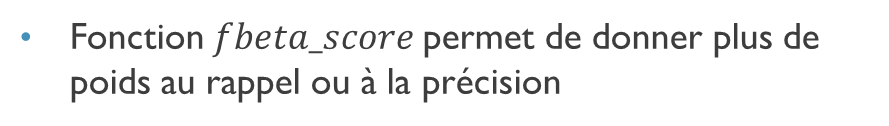 • Fonction fbeta_score permet de donner plus de
poids au rappel ou à la précision